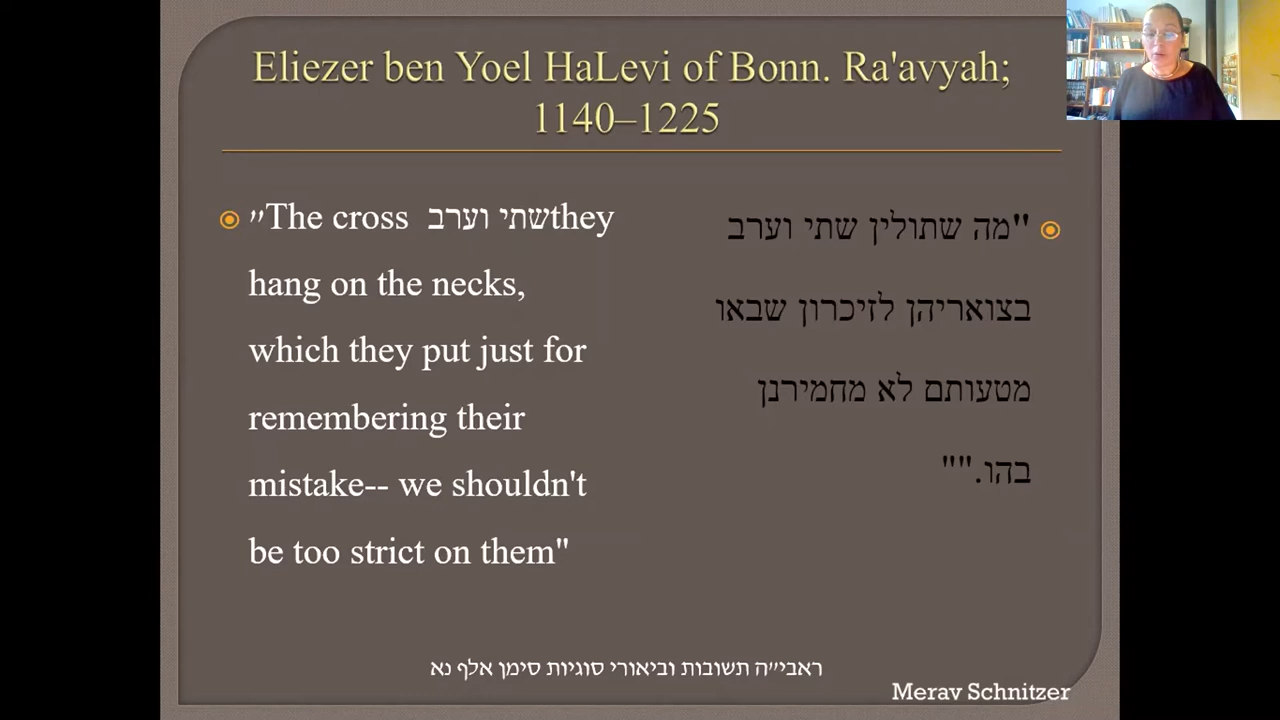 Eliezer ben Yoel HaLevi of Bonn. Ra'avyah;
1140–1225
"The cross שתי וערבthey
hang on the necks,
which they put just for
remembering their
mistake-- we shouldn't
be too strict on them"
"מה שתולין שתי וערב
בצואריהן לזיכרון שבאו
מטעותם לא מחמירנן
בהו.""
ראבי״ה תשובות וביאורי סוגיות סימן אלף נא
Merav Schnitzer